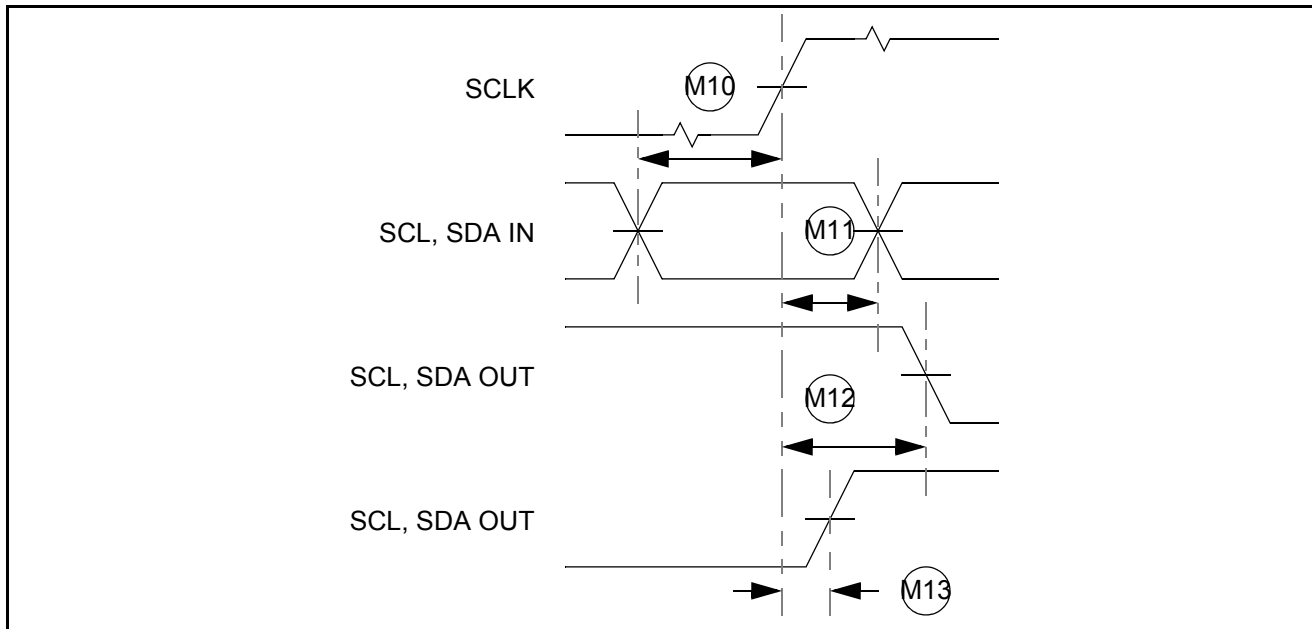 SCLK
M10
SCL, SDA IN
M11
SCL, SDA OUT
M12
SCL, SDA OUT
M13